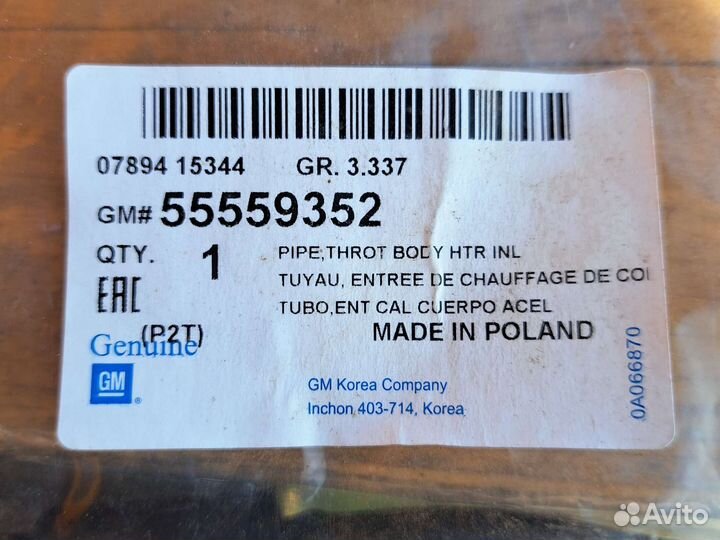 07894 15344 GR. 3.337
GM# 55559352
QTY. 1 PIPE,THROT BODY HTR INL
TUYAU, ENTREE DE CHAUFFAGE DE COI
EAC TUBO,ENT CAL CUERPO ACEL
(P2T) MADE IN POLAND
Genuine
GM ®
GM Korea Company
Inchon 403-714, Korea
0A066870
Avito